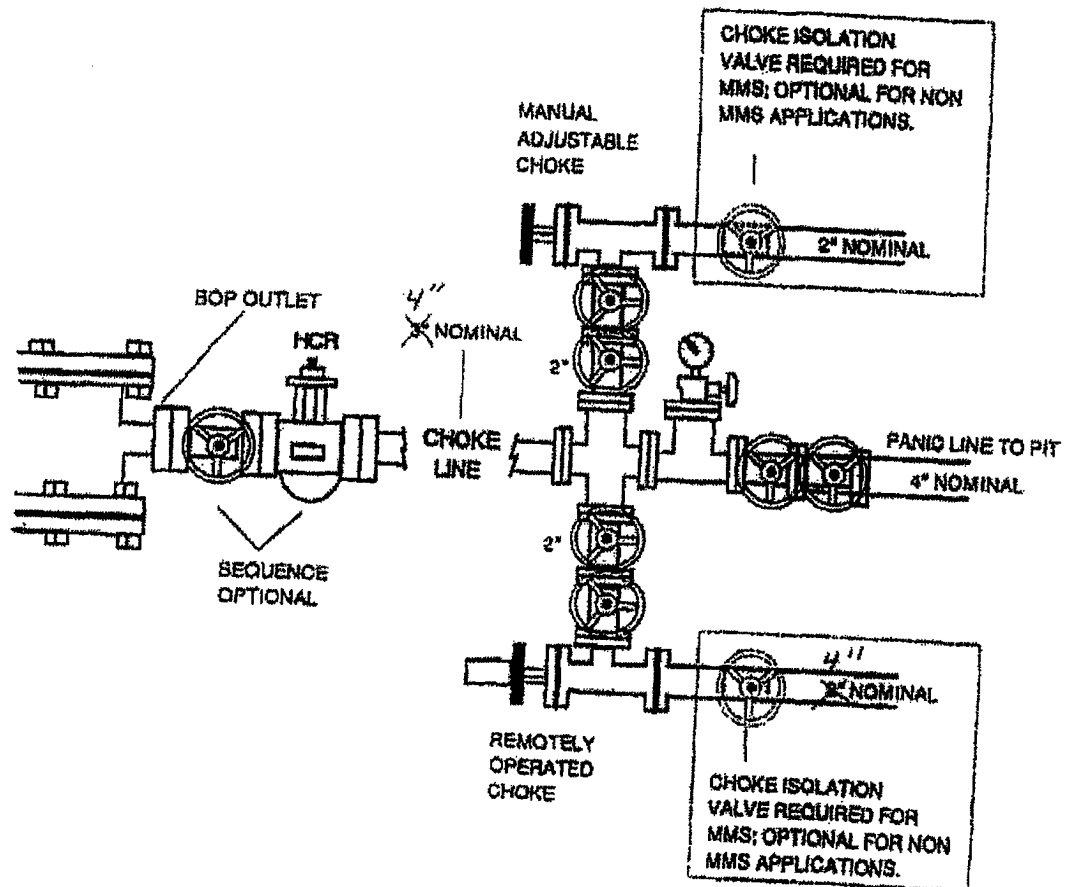 CHOKE ISOLATION
VALVE REQUIRED FOR
MMS; OPTIONAL FOR NON
MMS APPLICATIONS.
MANUAL
ADJUSTABLE
CHOKE
2" NOMINAL
BOP OUTLET
4"
3" NOMINAL
HCR
2"
CHOKE
LINE
PANIC LINE TO PIT
4" NOMINAL
2"
SEQUENCE
OPTIONAL
4"
NOMINAL
REMOTELY
OPERATED
CHOKE
CHOKE ISOLATION
VALVE REQUIRED FOR
MMS; OPTIONAL FOR NON
MMS APPLICATIONS.